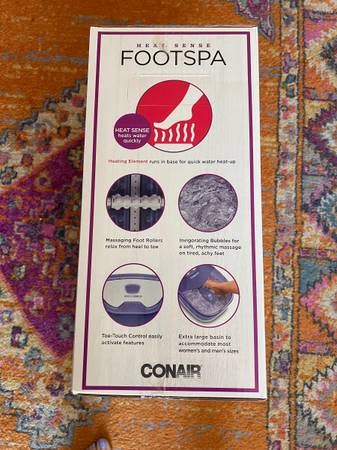 HEAT SENSE
FOOTSPA
HEAT SENSE
heats water
quickly
Heating Element runs in base for quick water heat-up
Massaging Foot Rollers
relax from heel to toe
Invigorating Bubbles for
a soft, rhythmic massage
on tired, achy feet
Toe-Touch Control easily
activate features
Extra large basin to
accommodate most
women's and men's sizes
CONAIR